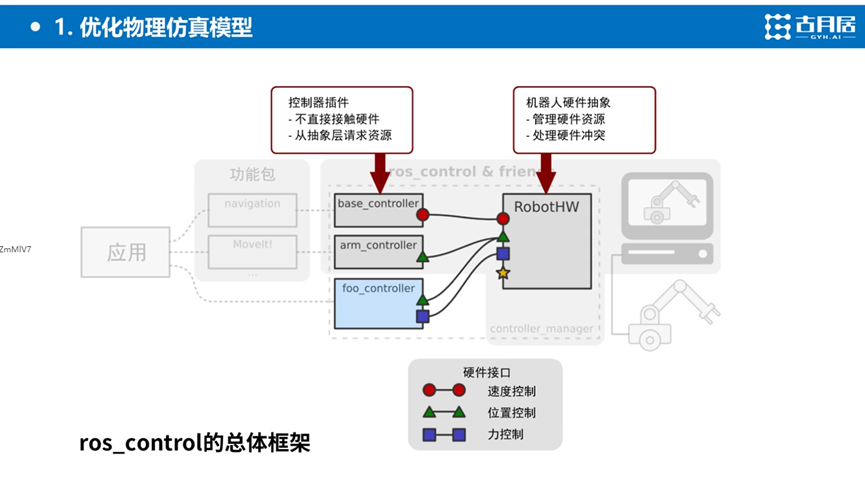 • 1. 优化物理仿真模型
古月居
GYH.AI
控制器插件
- 不直接接触硬件
- 从抽象层请求资源
机器人硬件抽象
- 管理硬件资源
- 处理硬件冲突
功能包
ros_control & frien
navigation
base_controller
RobotHW
ZmMlV7
应用
MoveIt!
arm_controller
...
foo_controller
controller_manager
硬件接口
速度控制
位置控制
力控制
ros_control的总体框架